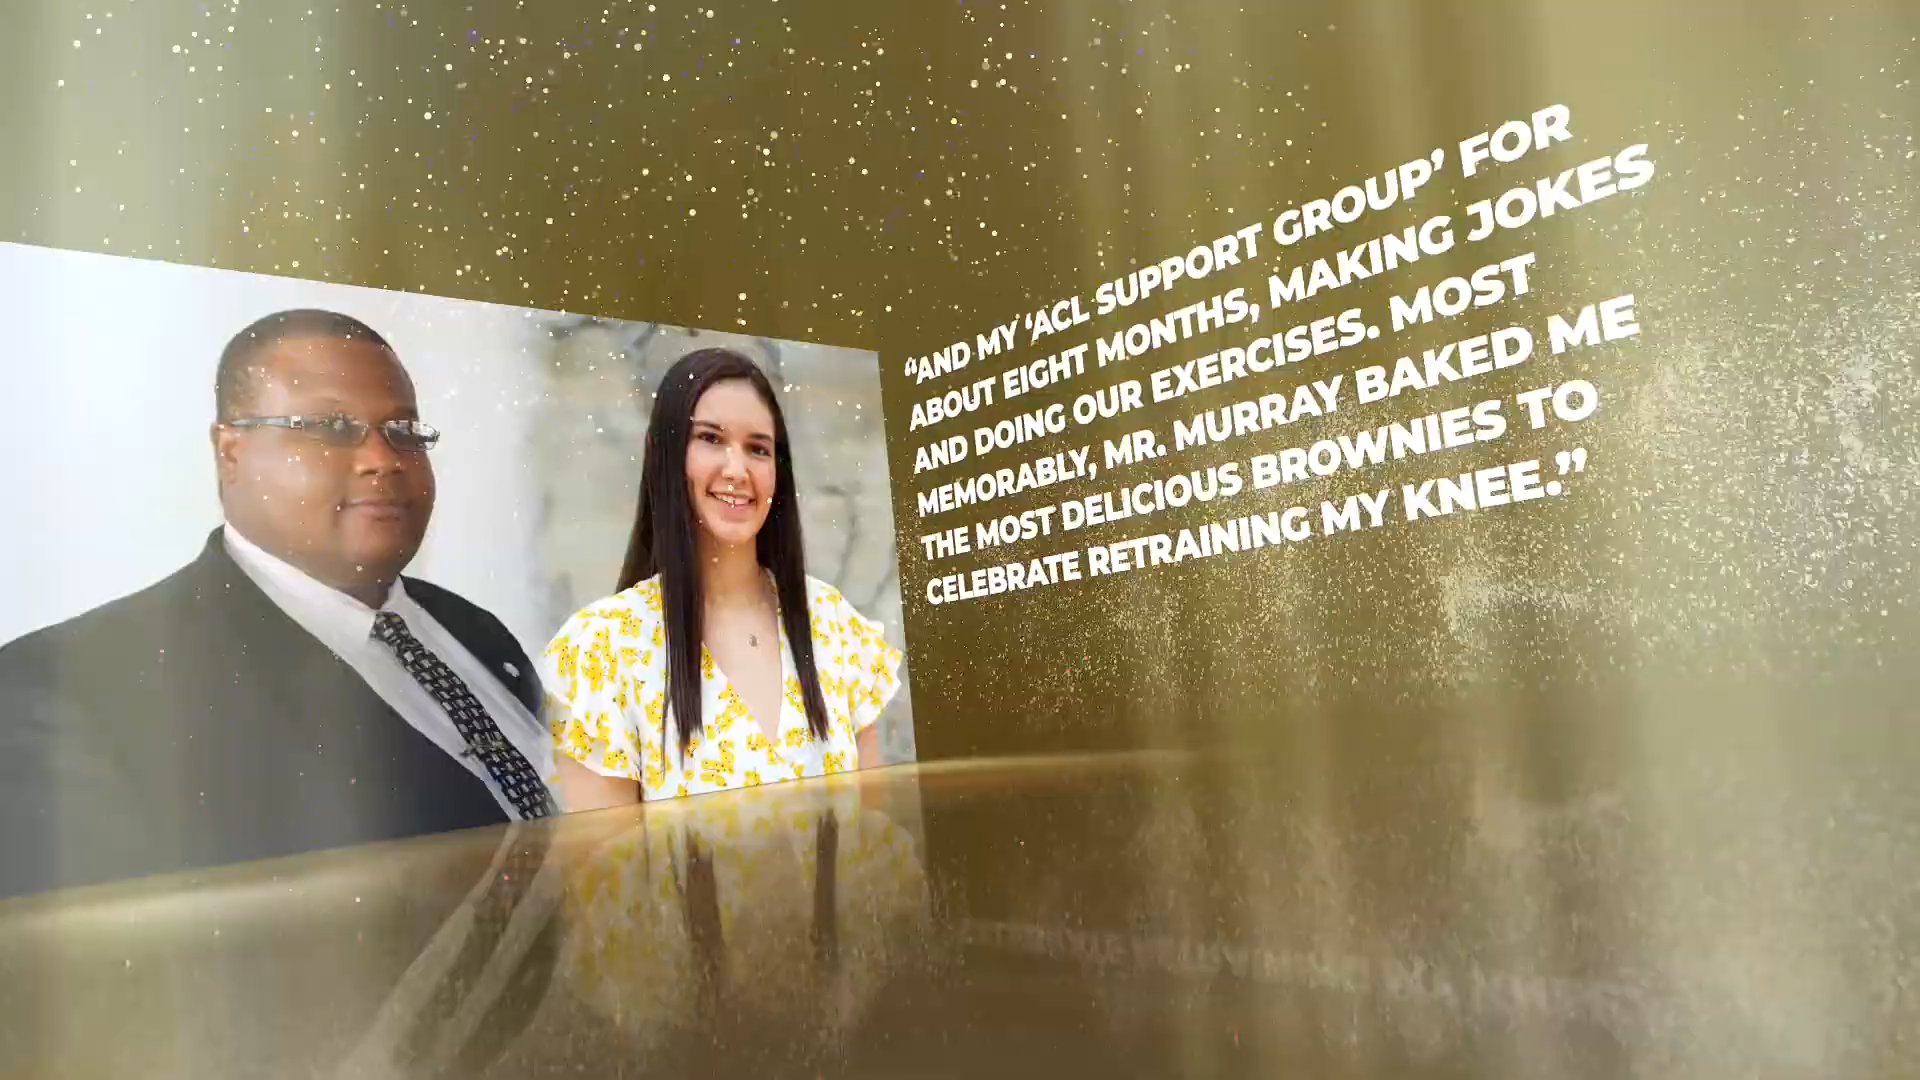 “AND MY ‘ACL SUPPORT GROUP’ FOR
ABOUT EIGHT MONTHS, MAKING JOKES
AND DOING OUR EXERCISES. MOST
MEMORABLY, MR. MURRAY BAKED ME
THE MOST DELICIOUS BROWNIES TO
CELEBRATE RETRAINING MY KNEE.”